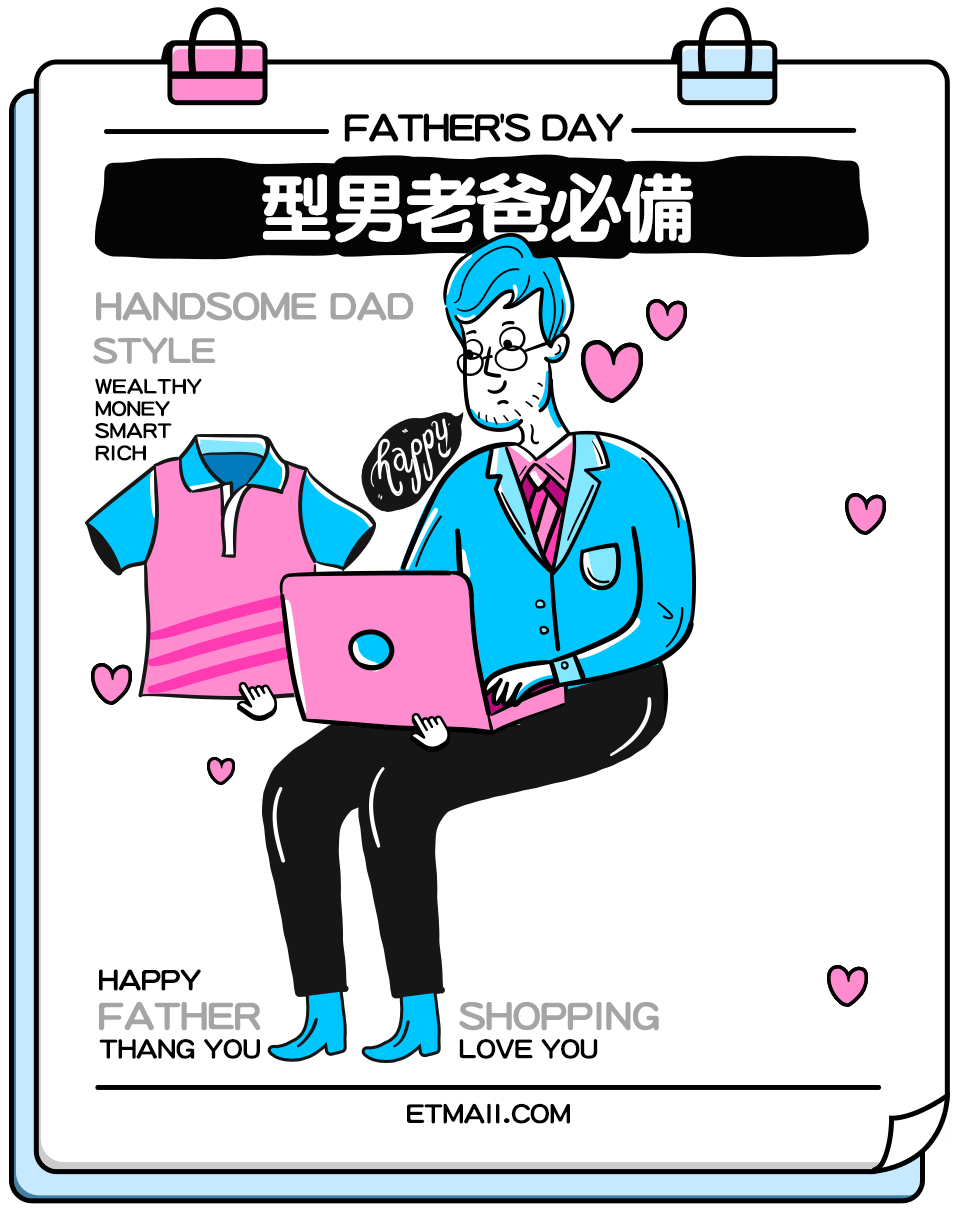 FATHER'S DAY
型男老爸必備
HANDSOME DAD
STYLE
WEALTHY
MONEY
SMART
RICH
happy
HAPPY
FATHER
THANG YOU
SHOPPING
LOVE YOU
ETMAII.COM